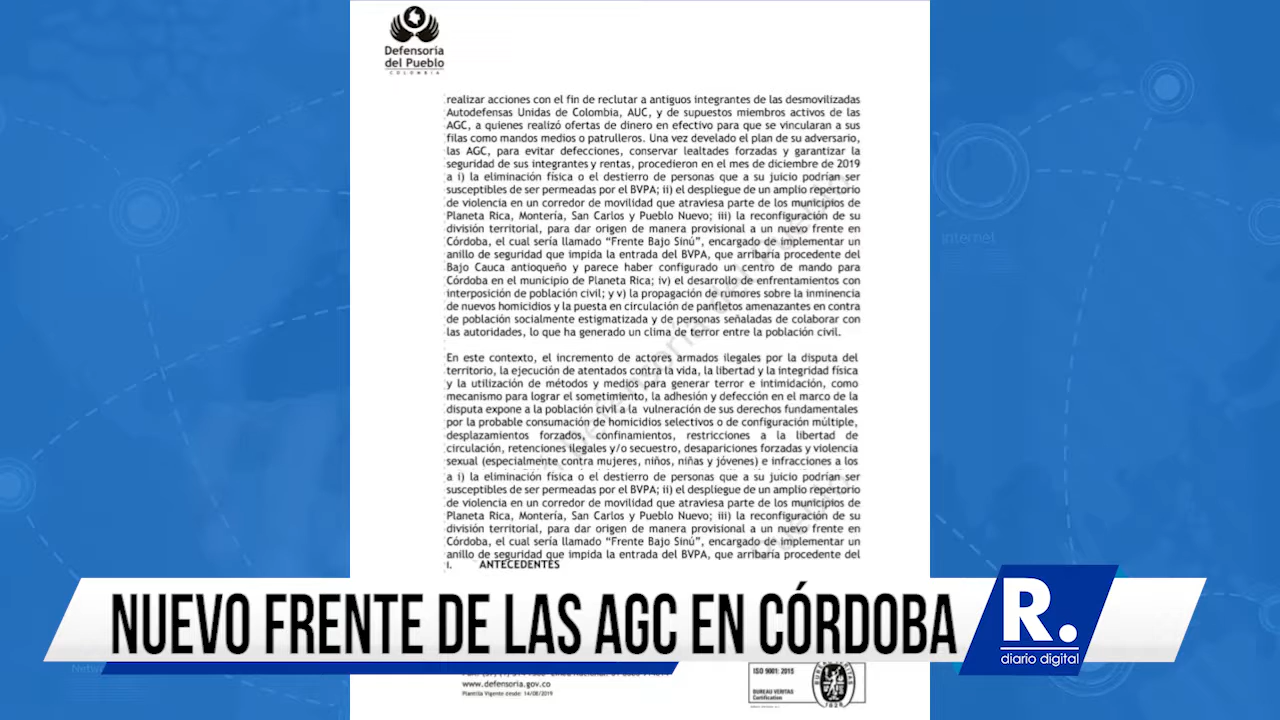 Defensoría
del Pueblo
COLOMBIA
realizar acciones con el fin de reclutar a antiguos integrantes de las desmovilizadas
Autodefensas Unidas de Colombia, AUC, y de supuestos miembros activos de las
AGC, a quienes realizó ofertas de dinero en efectivo para que se vincularan a sus
filas como mandos medios o patrulleros. Una vez develado el plan de su adversario,
las AGC, para evitar defecciones, conservar lealtades forzadas y garantizar la
seguridad de sus integrantes y rentas, procedieron en el mes de diciembre de 2019
a i) la eliminación física o el destierro de personas que a su juicio podrían ser
susceptibles de ser permeadas por el BVPA; ii) el despliegue de un amplio repertorio
de violencia en un corredor de movilidad que atraviesa parte de los municipios de
Planeta Rica, Montería, San Carlos y Pueblo Nuevo; iii) la reconfiguración de su
división territorial, para dar origen de manera provisional a un nuevo frente en
Córdoba, el cual sería llamado “Frente Bajo Sinú”, encargado de implementar un
anillo de seguridad que impida la entrada del BVPA, que arribaría procedente del
Bajo Cauca antioqueño y parece haber configurado un centro de mando para
Córdoba en el municipio de Planeta Rica; iv) el desarrollo de enfrentamientos con
interposición de población civil; y v) la propagación de rumores sobre la inminencia
de nuevos homicidios y la puesta en circulación de panfletos amenazantes en contra
de población socialmente estigmatizada y de personas señaladas de colaborar con
las autoridades, lo que ha generado un clima de terror entre la población civil.
En este contexto, el incremento de actores armados ilegales por la disputa del
territorio, la ejecución de atentados contra la vida, la libertad y la integridad física
y la utilización de métodos y medios para generar terror e intimidación, como
mecanismo para lograr el sometimiento, la adhesión y defección en el marco de la
disputa expone a la población civil a la vulneración de sus derechos fundamentales
por la probable consumación de homicidios selectivos o de configuración múltiple,
desplazamientos forzados, confinamientos, restricciones a la libertad de
circulación, retenciones ilegales y/o secuestro, desapariciones forzadas y violencia
sexual (especialmente contra mujeres, niños, niñas y jóvenes) e infracciones a los
a i) la eliminación física o el destierro de personas que a su juicio podrían ser
susceptibles de ser permeadas por el BVPA; ii) el despliegue de un amplio repertorio
de violencia en un corredor de movilidad que atraviesa parte de los municipios de
Planeta Rica, Montería, San Carlos y Pueblo Nuevo; iii) la reconfiguración de su
división territorial, para dar origen de manera provisional a un nuevo frente en
Córdoba, el cual sería llamado “Frente Bajo Sinú”, encargado de implementar un
anillo de seguridad que impida la entrada del BVPA, que arribaría procedente del
I. ANTECEDENTES
internet
NUEVO FRENTE DE LAS AGC EN CÓRDOBA
R.
diario digital
www.defensoria.gov.co
Plantilla Vigente desde: 14/08/2019
ISO 9001: 2015
BUREAU VERITAS
Certification
1828